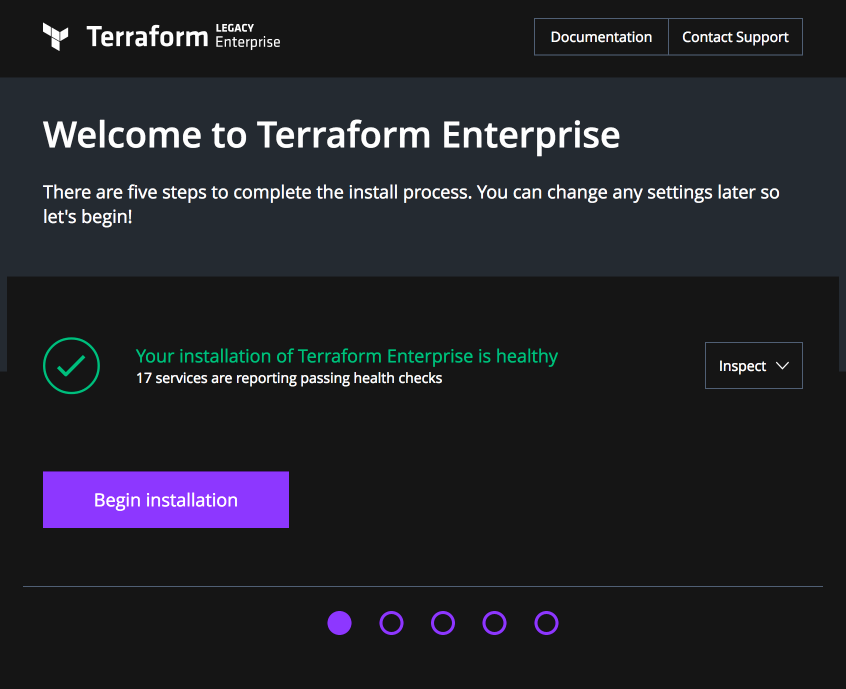 Terraform LEGACY Enterprise
Documentation
Contact Support
Welcome to Terraform Enterprise
There are five steps to complete the install process. You can change any settings later so
let's begin!
Your installation of Terraform Enterprise is healthy
17 services are reporting passing health checks
Inspect
Begin installation